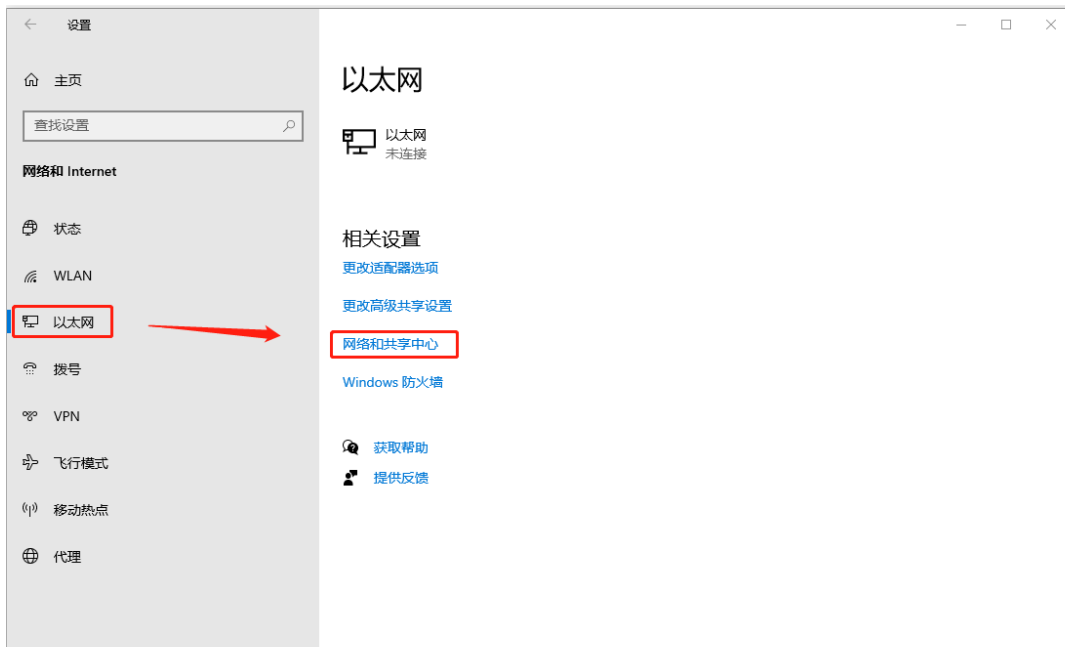 设置
主页
查找设置
网络和 Internet
状态
WLAN
以太网
拨号
VPN
飞行模式
移动热点
代理
以太网
以太网
未连接
相关设置
更改适配器选项
更改高级共享设置
网络和共享中心
Windows 防火墙
获取帮助
提供反馈